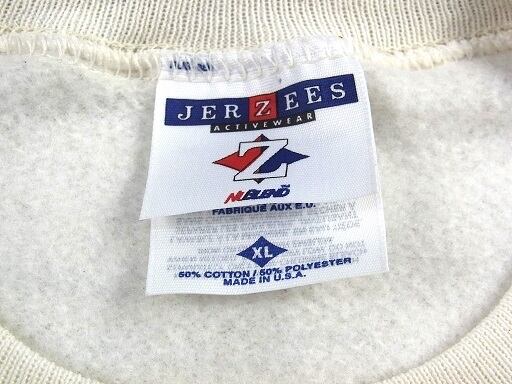 JERZEES
ACTIVEWEAR
Z
NUBLEND
FABRIQUE AUX E.U.
XL
50% COTTON / 50% POLYESTER
MADE IN U.S.A.